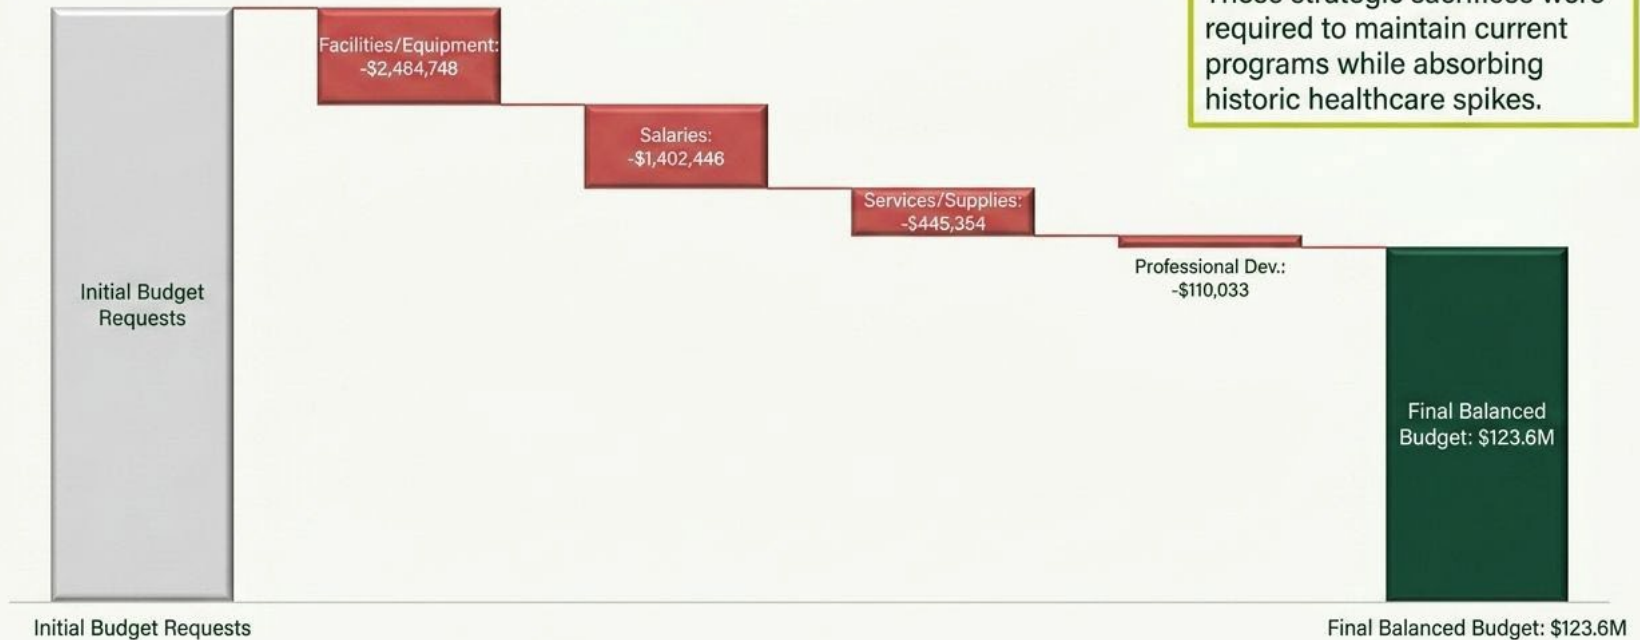 required to maintain current
programs while absorbing
historic healthcare spikes.
Facilities/Equipment:
-$2,464,748
Salaries:
-$1,402,446
Services/Supplies:
-$445,354
Professional Dev.:
-$110,033
Initial Budget
Requests
Final Balanced
Budget: $123.6M
Initial Budget Requests
Final Balanced Budget: $123.6M